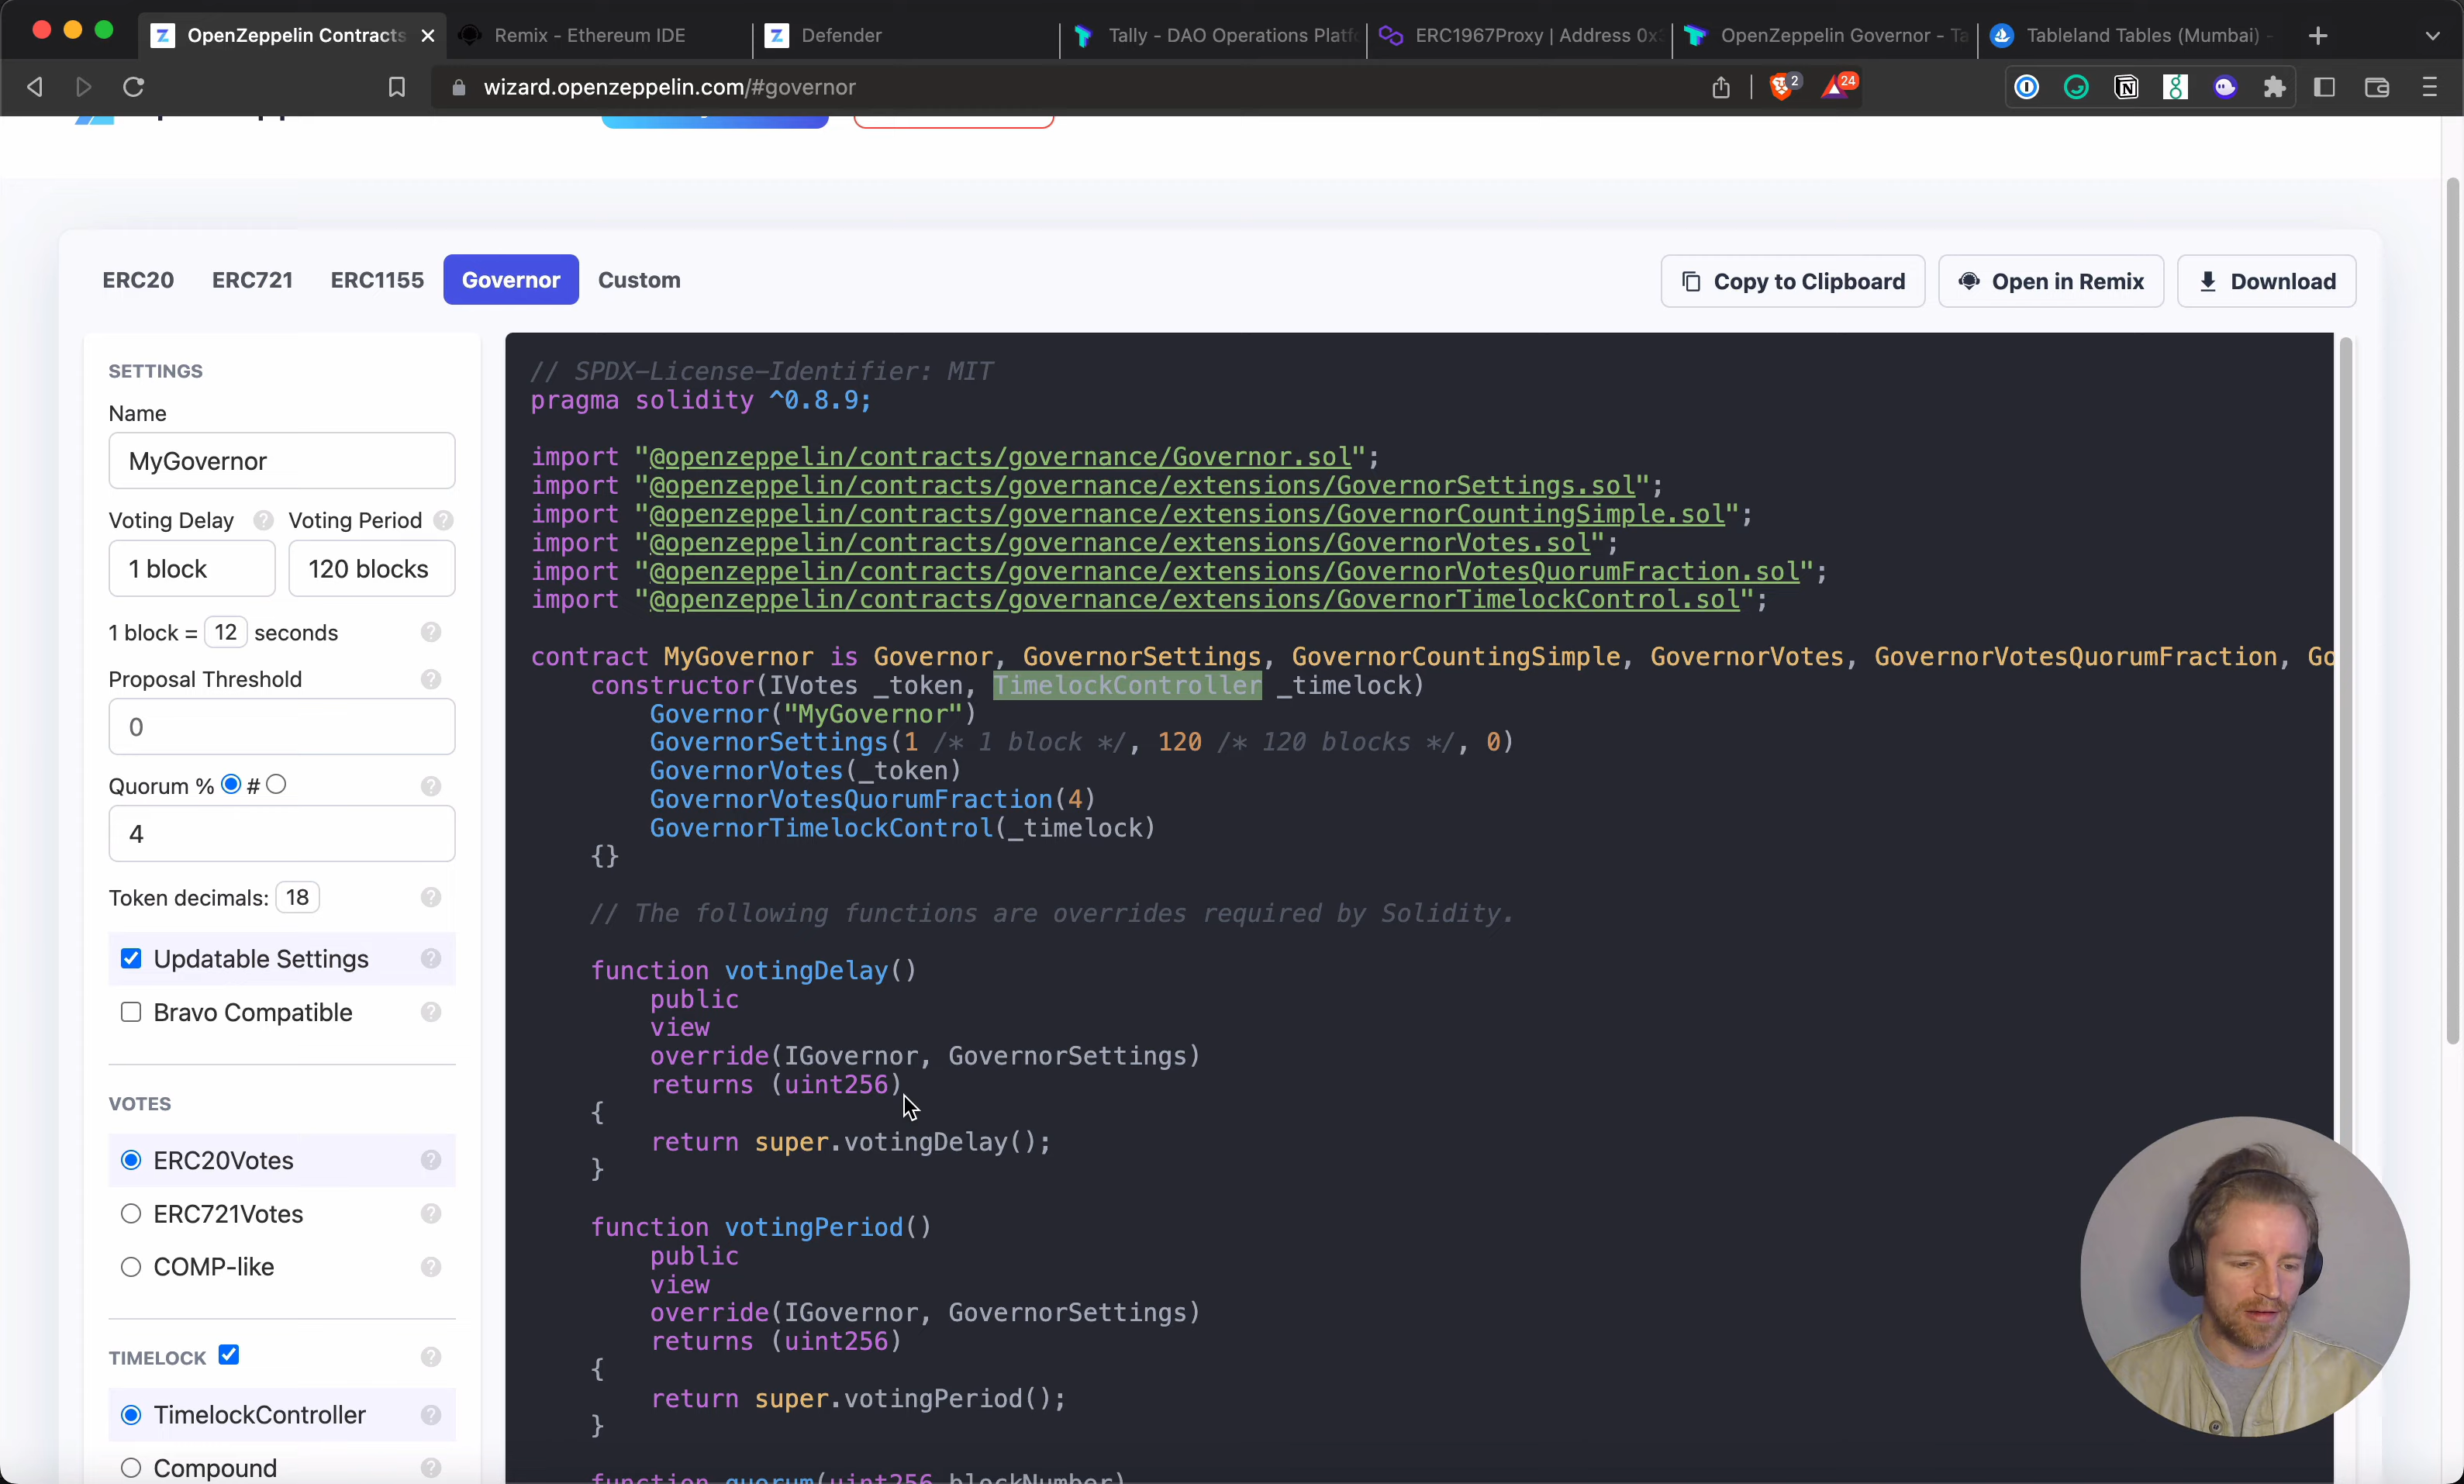 OpenZeppelin Contracts
Remix - Ethereum IDE
Defender
Tally - DAO Operations Platf
ERC1967Proxy | Address 0x
OpenZeppelin Governor - Ta
Tableland Tables (Mumbai) -
wizard.openzeppelin.com/#governor
2
24
ERC20
ERC721
ERC1155
Governor
Custom
Copy to Clipboard
Open in Remix
Download
SETTINGS
Name
MyGovernor
Voting Delay ?
Voting Period ?
1 block
120 blocks
1 block = 12 seconds ?
Proposal Threshold ?
0
Quorum % # ?
4
Token decimals: 18 ?
Updatable Settings ?
Bravo Compatible ?
VOTES
ERC20Votes ?
ERC721Votes ?
COMP-like ?
TIMELOCK ?
TimelockController ?
Compound ?
// SPDX-License-Identifier: MIT
pragma solidity ^0.8.9;
import "@openzeppelin/contracts/governance/Governor.sol";
import "@openzeppelin/contracts/governance/extensions/GovernorSettings.sol";
import "@openzeppelin/contracts/governance/extensions/GovernorCountingSimple.sol";
import "@openzeppelin/contracts/governance/extensions/GovernorVotes.sol";
import "@openzeppelin/contracts/governance/extensions/GovernorVotesQuorumFraction.sol";
import "@openzeppelin/contracts/governance/extensions/GovernorTimelockControl.sol";
contract MyGovernor is Governor, GovernorSettings, GovernorCountingSimple, GovernorVotes, GovernorVotesQuorumFraction, Go
constructor(IVotes _token, TimelockController _timelock)
Governor("MyGovernor")
GovernorSettings(1 /* 1 block */, 120 /* 120 blocks */, 0)
GovernorVotes(_token)
GovernorVotesQuorumFraction(4)
GovernorTimelockControl(_timelock)
{}
// The following functions are overrides required by Solidity.
function votingDelay()
public
view
override(IGovernor, GovernorSettings)
returns (uint256)
{
return super.votingDelay();
}
function votingPeriod()
public
view
override(IGovernor, GovernorSettings)
returns (uint256)
{
return super.votingPeriod();
}
function quorum(uint256 blockNumber)